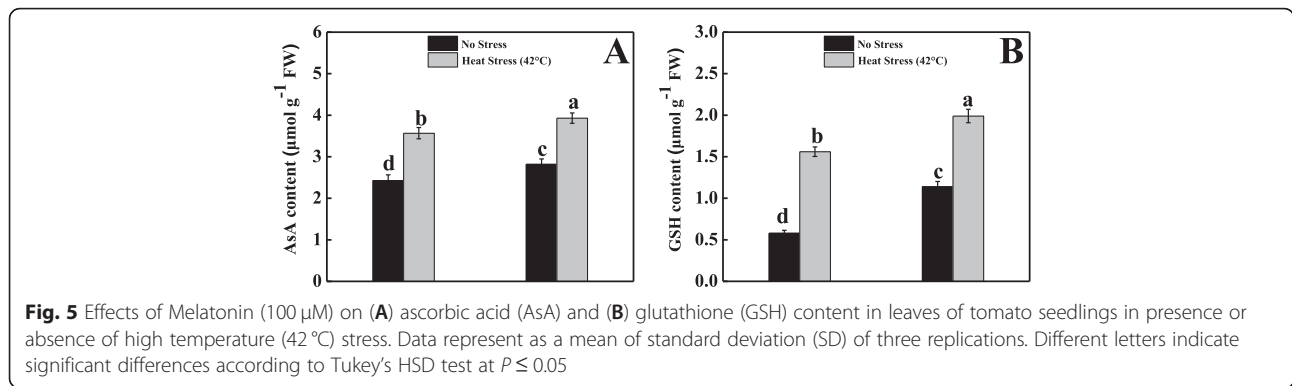 6
5
4
3
2
1
0
AsA content (µmol g⁻¹ FW)
No Stress
Heat Stress (42°C)
A
d
b
c
a
3.0
2.5
2.0
1.5
1.0
0.5
0.0
GSH content (µmol g⁻¹ FW)
No Stress
Heat Stress (42°C)
B
d
b
c
a
Fig. 5 Effects of Melatonin (100 µM) on (A) ascorbic acid (AsA) and (B) glutathione (GSH) content in leaves of tomato seedlings in presence or
absence of high temperature (42 °C) stress. Data represent as a mean of standard deviation (SD) of three replications. Different letters indicate
significant differences according to Tukey's HSD test at P ≤ 0.05